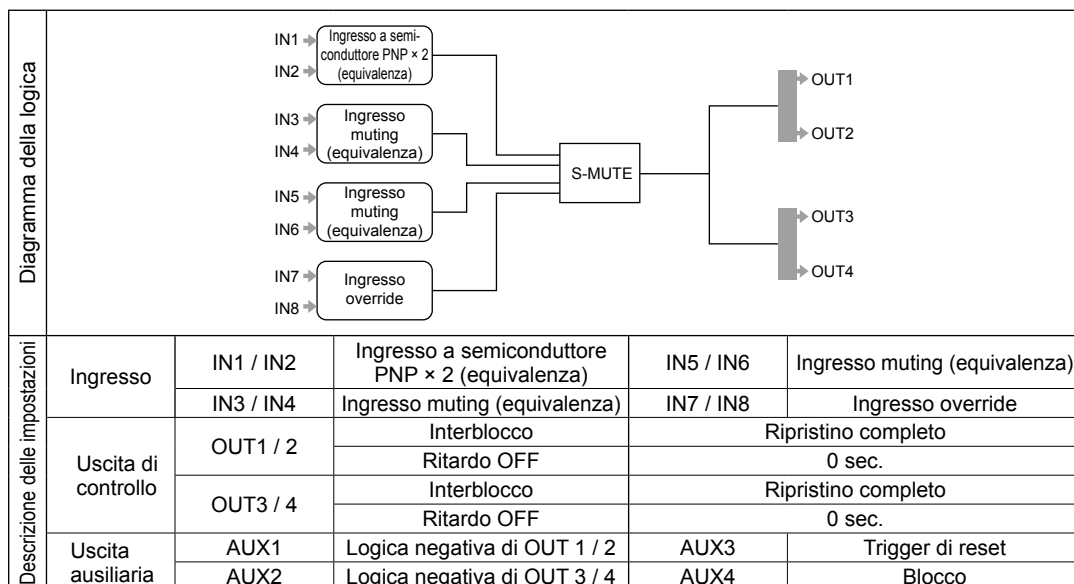 Diagramma della logica
IN1
IN2
Ingresso a semi-
conduttore PNP × 2
(equivalenza)
IN3
IN4
Ingresso
muting
(equivalenza)
IN5
IN6
Ingresso
muting
(equivalenza)
IN7
IN8
Ingresso
override
S-MUTE
OUT1
OUT2
OUT3
OUT4
Descrizione delle impostazioni
Ingresso
IN1 / IN2
Ingresso a semiconduttore
PNP × 2 (equivalenza)
IN5 / IN6
Ingresso muting (equivalenza)
IN3 / IN4
Ingresso muting (equivalenza)
IN7 / IN8
Ingresso override
Uscita di
controllo
OUT1 / 2
Interblocco
Ripristino completo
Ritardo OFF
0 sec.
OUT3 / 4
Interblocco
Ripristino completo
Ritardo OFF
0 sec.
Uscita
ausiliaria
AUX1
Logica negativa di OUT 1 / 2
AUX3
Trigger di reset
AUX2
Logica negativa di OUT 3 / 4
AUX4
Blocco